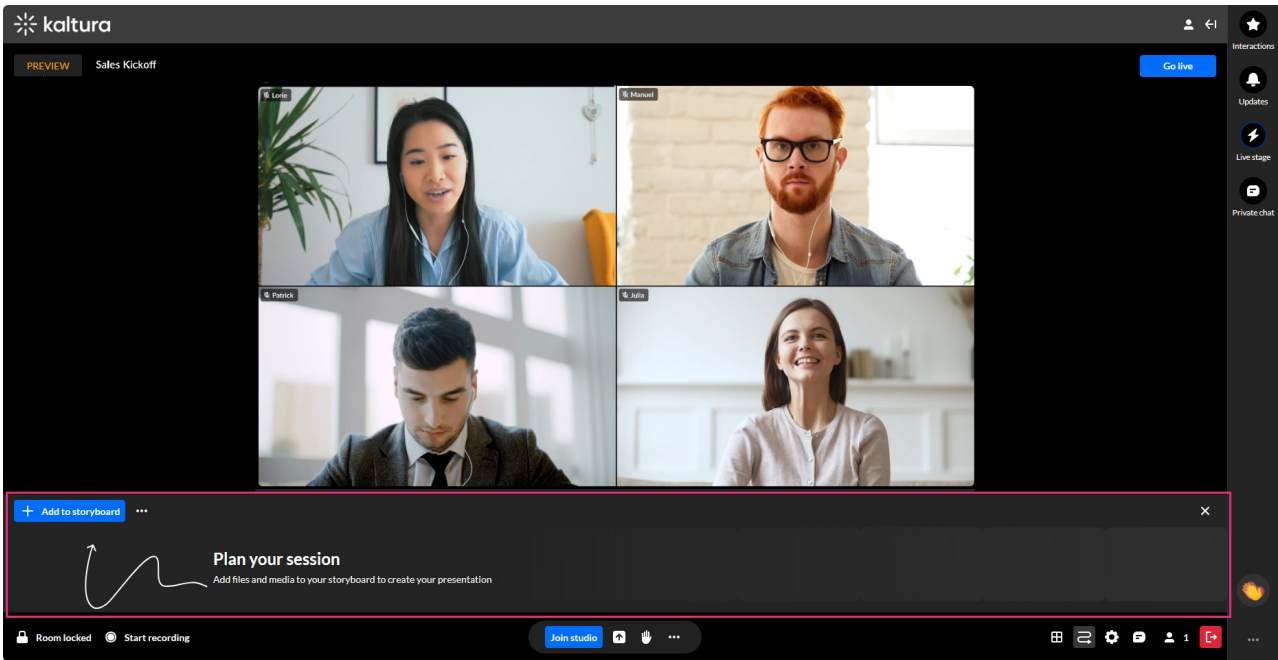 kaltura
Interactions
PREVIEW
Sales Kickoff
Go live
Lorie
Manuel
Updates
Live stage
Private chat
Patrick
Julia
Add to storyboard
Plan your session
Add files and media to your storyboard to create your presentation
Room locked
Start recording
Join studio
1